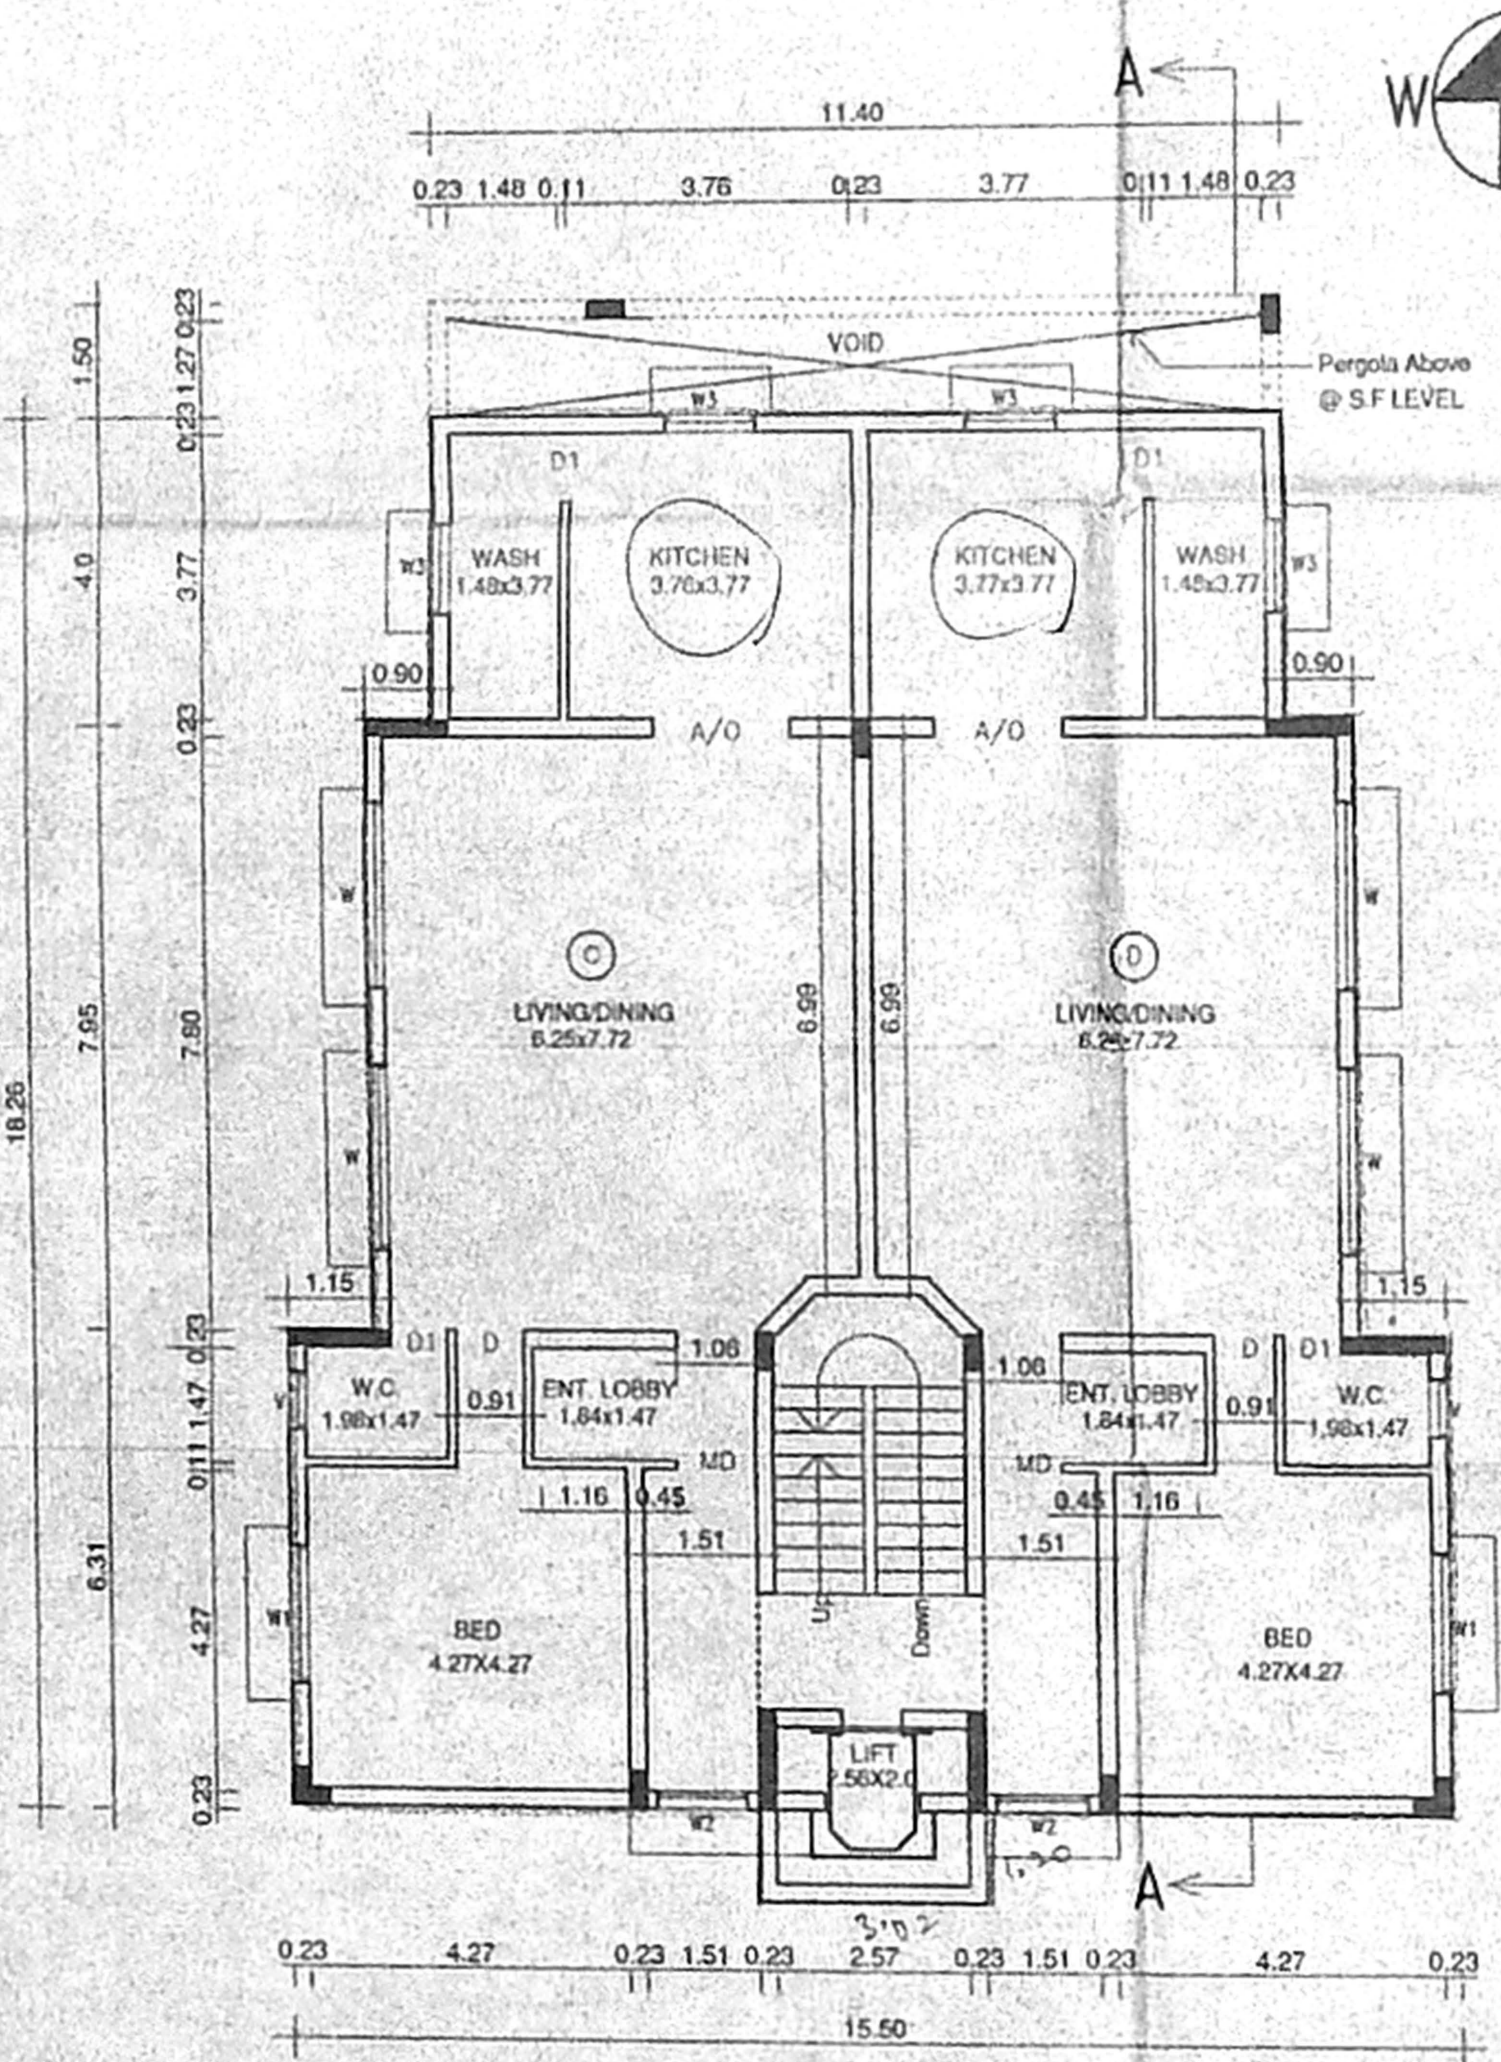 A
W
11.40
0.23 1.48 0.11 3.76 0.23 3.77 0.11 1.48 0.23
0.23
1.50
1.27
VOID
Pergola Above
@ S.F LEVEL
0.23
W3 W3
D1 D1
4.0
3.77
W3
WASH
1.48x3.77
KITCHEN
3.76x3.77
KITCHEN
3.77x3.77
WASH
1.48x3.77
W3
0.90 0.90
0.23
A/O A/O
W W
C D
LIVING/DINING
6.25x7.72
6.99 6.99
LIVING/DINING
7.95
7.80
18.26
W W
1.15 1.15
0.23
D1 D 1.06 1.06 D D1
V
W.C.
1.98x1.47
0.91
ENT. LOBBY
1.84x1.47
ENT. LOBBY
1.84x1.47
0.91
W.C.
1.98x1.47
V
1.47
0.11
MD MD
1.16 0.45 0.45 1.16
1.51 1.51
6.31
4.27
W1
BED
4.27X4.27
Up
Down
BED
4.27X4.27
W1
LIFT
0.23
W2 W2
1.30
A
3.02
0.23 4.27 0.23 1.51 0.23 2.57 0.23 1.51 0.23 4.27 0.23
15.50